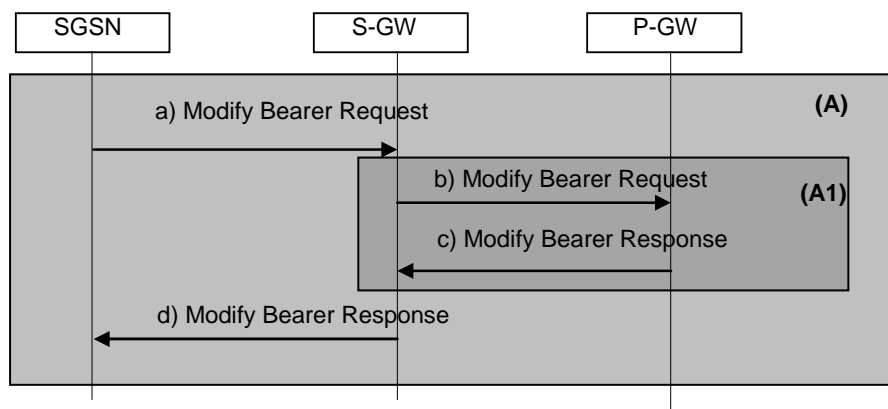 SGSN
S-GW
P-GW
(A)
a) Modify Bearer Request
b) Modify Bearer Request
(A1)
c) Modify Bearer Response
d) Modify Bearer Response